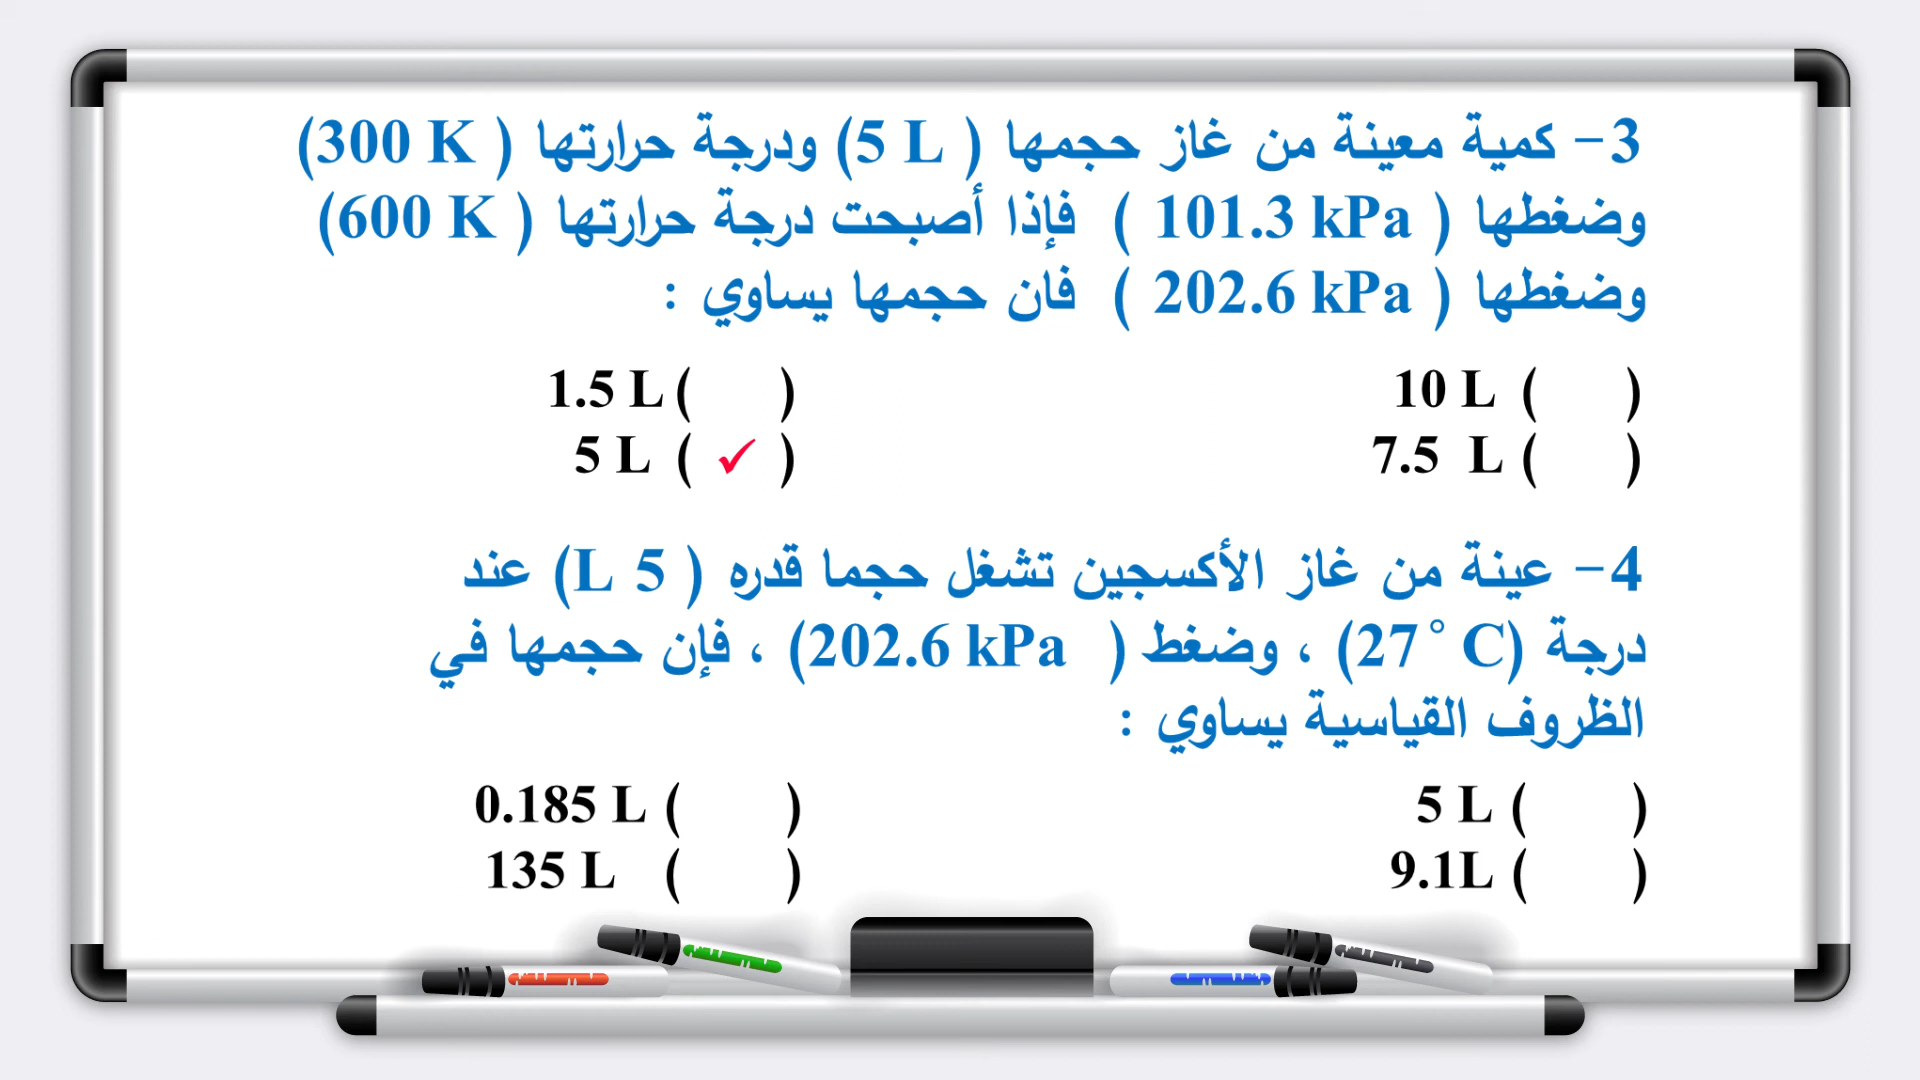 3- كمية معينة من غاز حجمها ( 5 L) ودرجة حرارتها ( 300 K)
وضغطها ( 101.3 kPa ) فإذا أصبحت درجة حرارتها ( 600 K)
وضغطها ( 202.6 kPa ) فان حجمها يساوي :
( ) 10 L ( ) 1.5 L
( ) 7.5 L ( ✓ ) 5 L
4- عينة من غاز الأكسجين تشغل حجما قدره ( 5 L) عند
درجة (27 ° C) ، وضغط ( 202.6 kPa) ، فإن حجمها في
الظروف القياسية يساوي :
( ) 5 L ( ) 0.185 L
( ) 9.1L ( ) 135 L